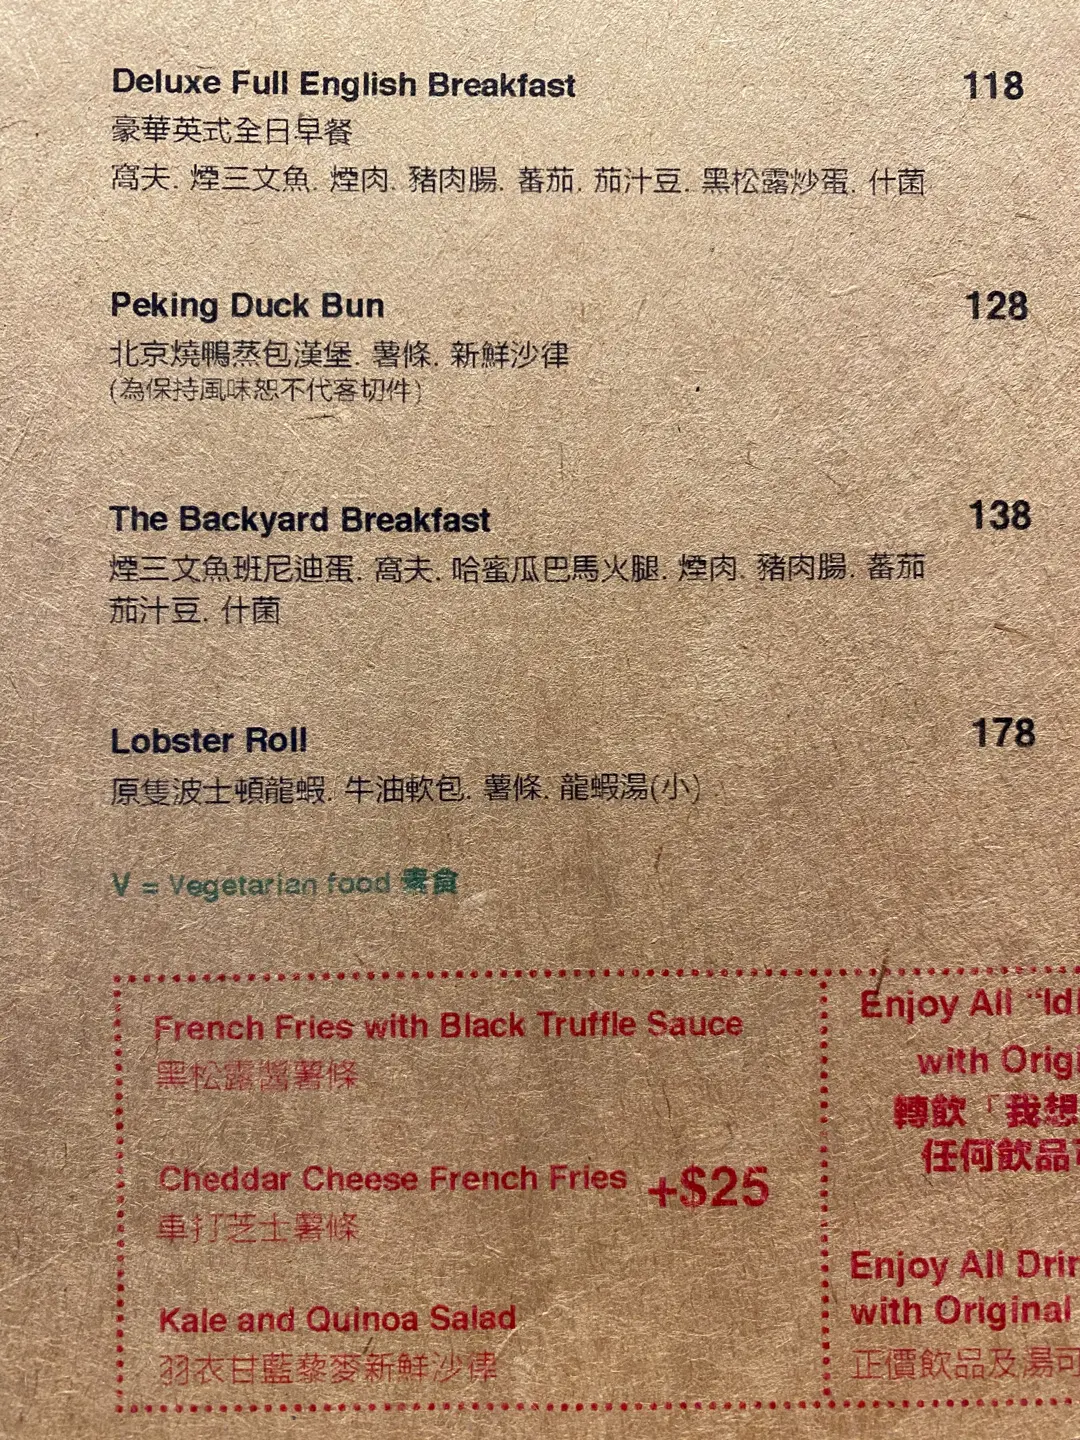 Deluxe Full English Breakfast 118
豪華英式全日早餐
窩夫. 煙三文魚. 煙肉. 豬肉腸. 蕃茄. 茄汁豆. 黑松露炒蛋. 什菌
Peking Duck Bun 128
北京燒鴨蒸包漢堡. 薯條. 新鮮沙律
(為保持風味恕不代客切件)
The Backyard Breakfast 138
煙三文魚班尼迪蛋. 窩夫. 哈蜜瓜巴馬火腿. 煙肉. 豬肉腸. 蕃茄
茄汁豆. 什菌
Lobster Roll 178
原隻波士頓龍蝦. 牛油軟包. 薯條. 龍蝦湯(小)
V = Vegetarian food 素食
French Fries with Black Truffle Sauce
黑松露醬薯條
Cheddar Cheese French Fries +$25
車打芝士薯條
Kale and Quinoa Salad
羽衣甘藍藜麥新鮮沙律
Enjoy All
with
轉飲「我想
任何飲品
Enjoy All
with Original
正價飲品及湯可